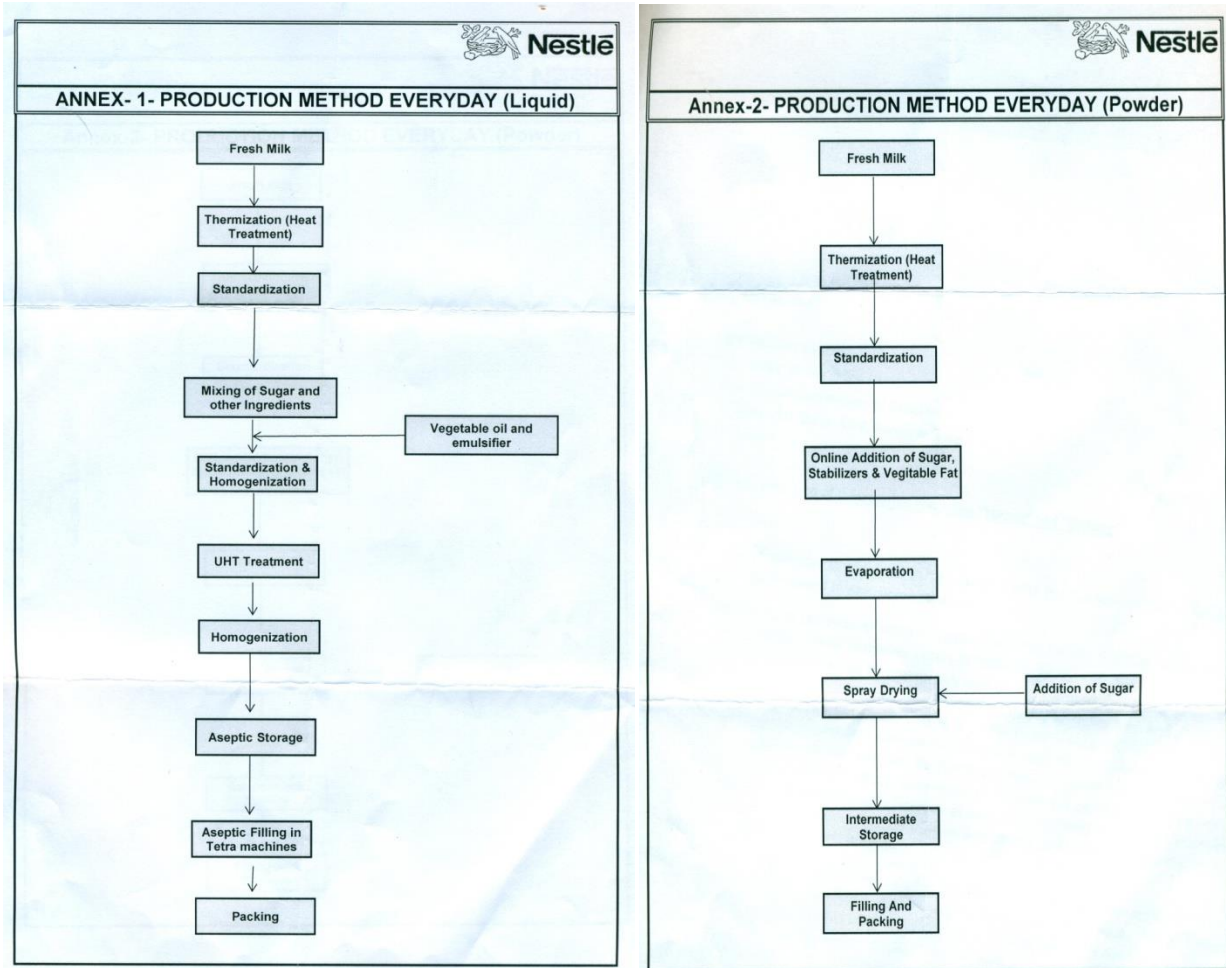 Nestlē
ANNEX- 1- PRODUCTION METHOD EVERYDAY (Liquid)
Fresh Milk
Thermization (Heat
Treatment)
Standardization
Mixing of Sugar and
other Ingredients
Vegetable oil and
emulsifier
Standardization &
Homogenization
UHT Treatment
Homogenization
Aseptic Storage
Aseptic Filling in
Tetra machines
Packing
Nestlē
Annex-2- PRODUCTION METHOD EVERYDAY (Powder)
Fresh Milk
Thermization (Heat
Treatment)
Standardization
Online Addition of Sugar,
Stabilizers & Vegitable Fat
Evaporation
Spray Drying
Addition of Sugar
Intermediate
Storage
Filling And
Packing